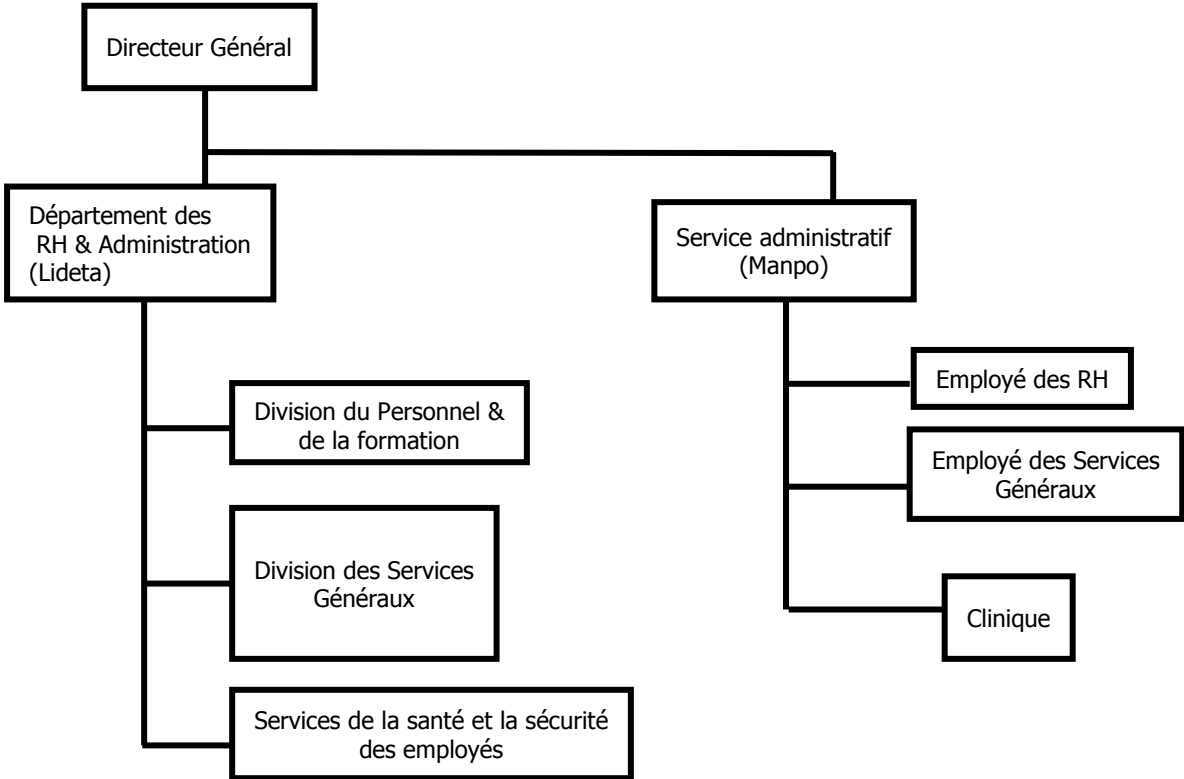 Directeur Général
Département des
RH & Administration
(Lideta)
Service administratif
(Manpo)
Division du Personnel &
de la formation
Division des Services
Généraux
Services de la santé et la sécurité
des employés
Employé des RH
Employé des Services
Généraux
Clinique